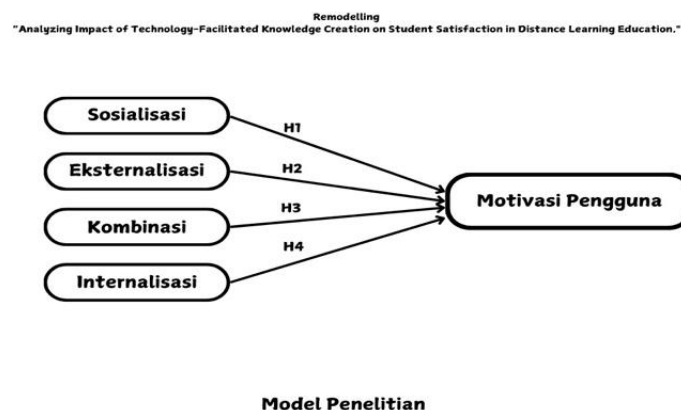 Remodelling
"Analyzing Impact of Technology-Facilitated Knowledge Creation on Student Satisfaction in Distance Learning Education."
Sosialisasi
H1
Eksternalisasi
H2
Motivasi Pengguna
Kombinasi
H3
Internalisasi
H4
Model Penelitian